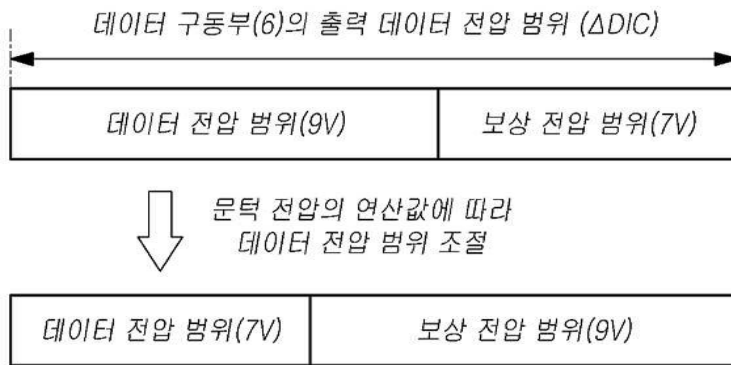 데이터 구동부(6)의 출력 데이터 전압 범위 (ΔDIC)
데이터 전압 범위(9V) 보상 전압 범위(7V)
문턱 전압의 연산값에 따라
데이터 전압 범위 조절
데이터 전압 범위(7V) 보상 전압 범위(9V)